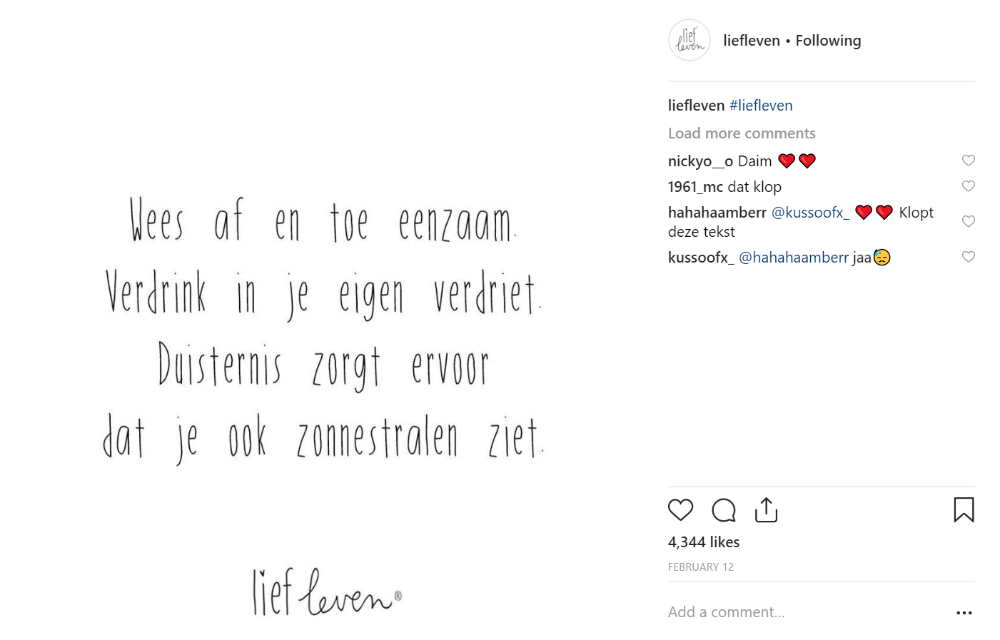 Wees af en toe eenzaam.
Verdrink in je eigen verdriet.
Duisternis zorgt ervoor
dat je ook zonnestralen ziet.
lief leven®
lief
leven
liefleven • Following
liefleven #liefleven
Load more comments
nickyo__o Daim ❤❤
1961_mc dat klop
hahahaamberr @kussoofx_ ❤❤ Klopt
deze tekst
kussoofx_ @hahahaamberr jaa😓
4,344 likes
FEBRUARY 12
Add a comment...